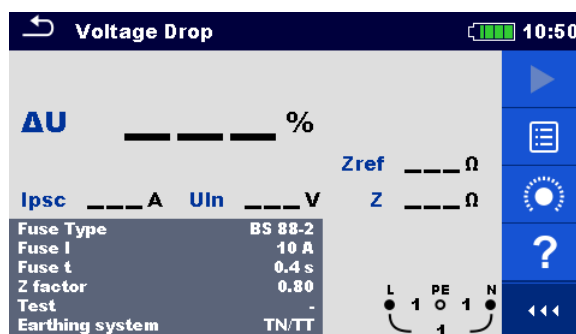 Voltage Drop 10:50
ΔU ___ %
Zref ___ Ω
Ipsc ___ A UIn ___ V Z ___ Ω
Fuse Type BS 88-2
Fuse I 10 A
Fuse t 0.4 s
Z factor 0.80
Test -
Earthing system TN/TT
L PE N
1 1
1
?